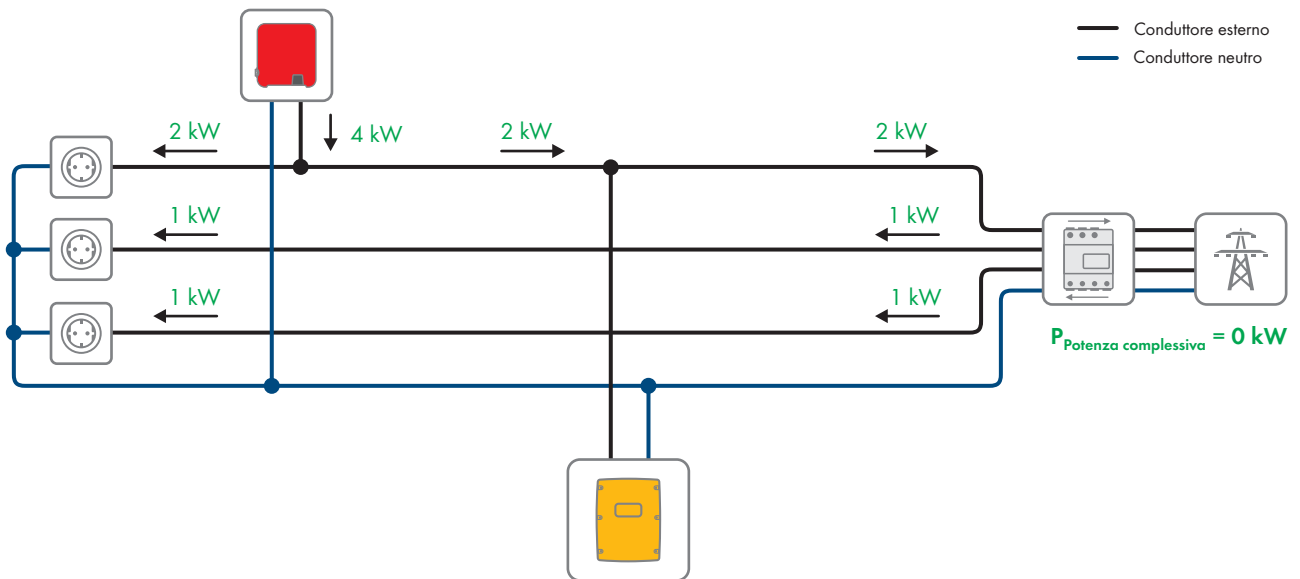 Conduttore esterno
Conduttore neutro
2 kW
4 kW
2 kW
2 kW
1 kW
1 kW
1 kW
1 kW
P Potenza complessiva = 0 kW